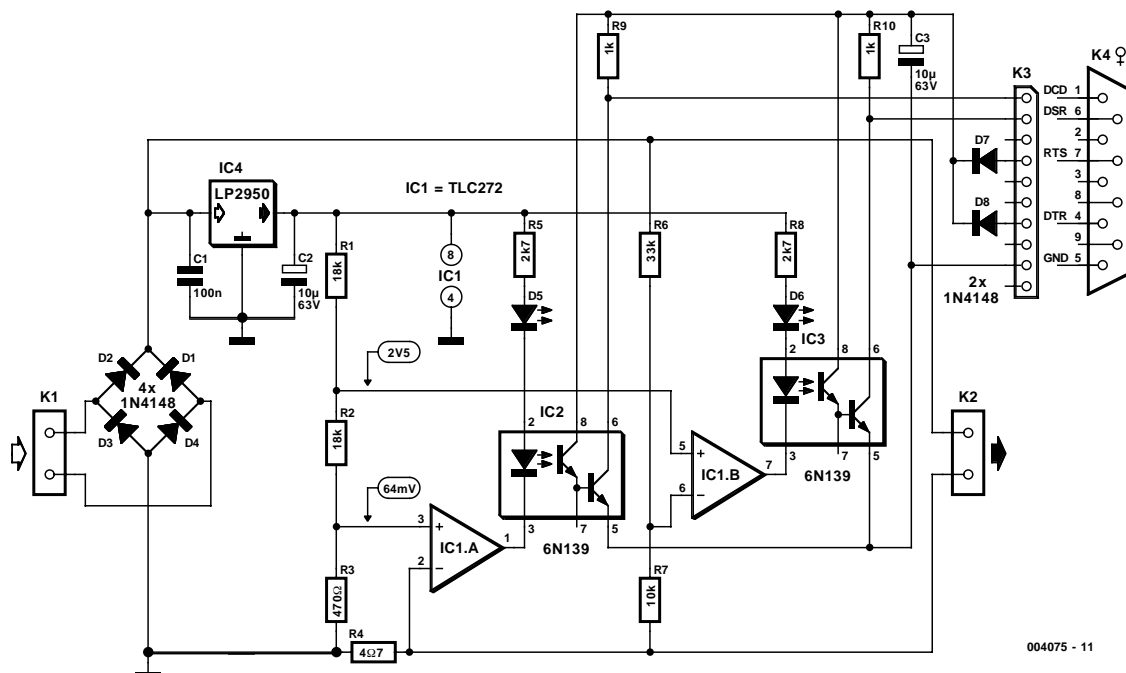 R9
1k
R10
1k
C3
10µ
63V
K3
K4 ♀
DCD 1
DSR 6
2
RTS 7
3
8
DTR 4
9
GND 5
D7
D8
2x
1N4148
IC4
LP2950
IC1 = TLC272
C1
100n
C2
10µ
63V
R1
18k
8
IC1
4
R5
2k7
D5
R6
33k
R8
2k7
D6
IC3
2
8
6
3
7
5
6N139
D2
D1
4x
1N4148
D3
D4
K1
2V5
R2
18k
IC2
2
8
6
3
7
5
6N139
5
+
IC1.B
7
6
–
K2
64mV
3
+
IC1.A
1
2
–
R3
470Ω
R4
4Ω7
R7
10k
004075 - 11